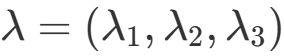 λ = (λ₁, λ₂, λ₃)